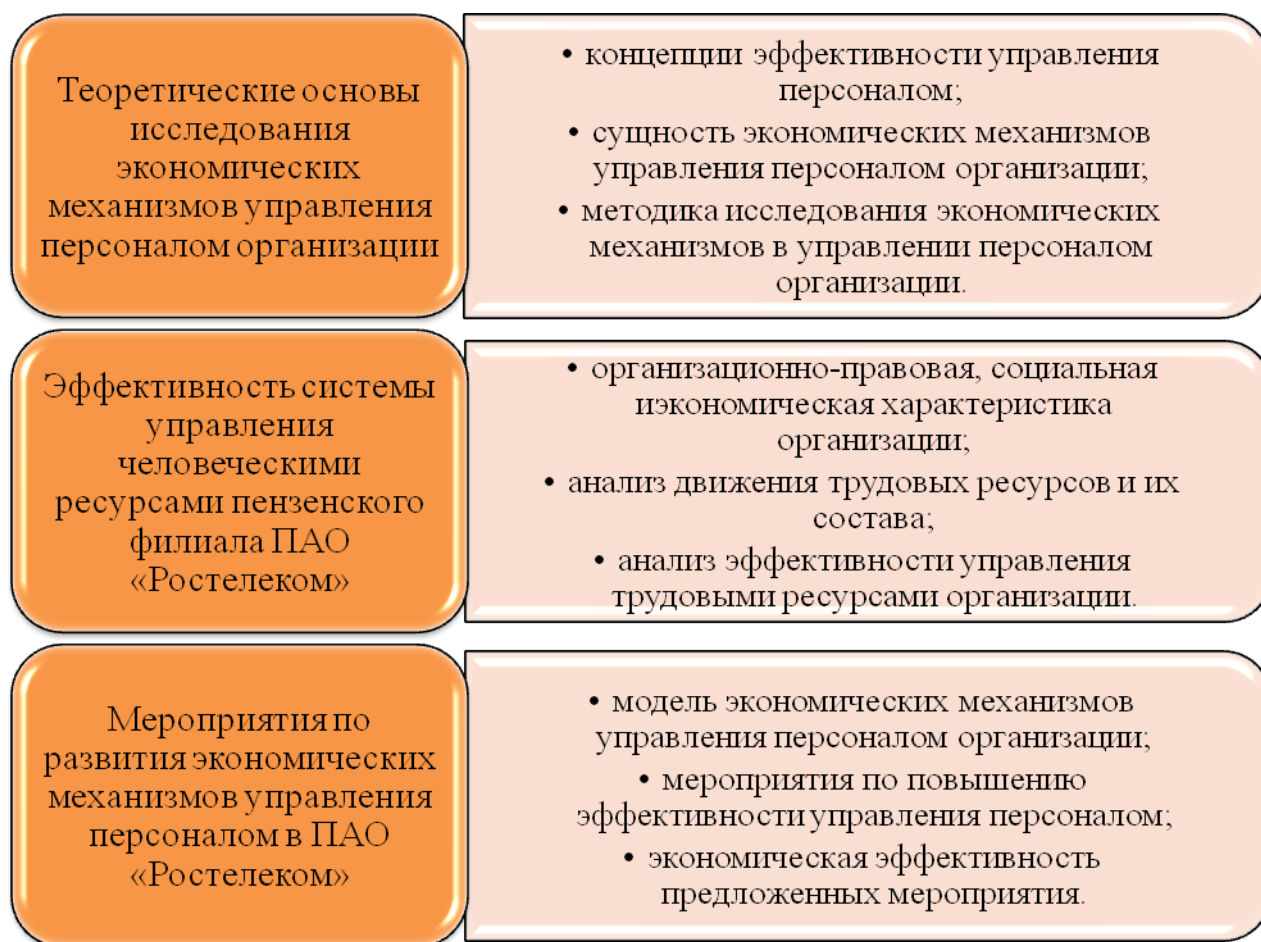 Теоретические основы
исследования
экономических
механизмов управления
персоналом организации
• концепции эффективности управления
персоналом;
• сущность экономических механизмов
управления персоналом организации;
• методика исследования экономических
механизмов в управлении персоналом
организации.
Эффективность системы
управления
человеческими
ресурсами пензенского
филиала ПАО
«Ростелеком»
• организационно-правовая, социальная
иэкономическая характеристика
организации;
• анализ движения трудовых ресурсов и их
состава;
• анализ эффективности управления
трудовыми ресурсами организации.
Мероприятия по
развития экономических
механизмов управления
персоналом в ПАО
«Ростелеком»
• модель экономических механизмов
управления персоналом организации;
• мероприятия по повышению
эффективности управления персоналом;
• экономическая эффективность
предложенных мероприятия.